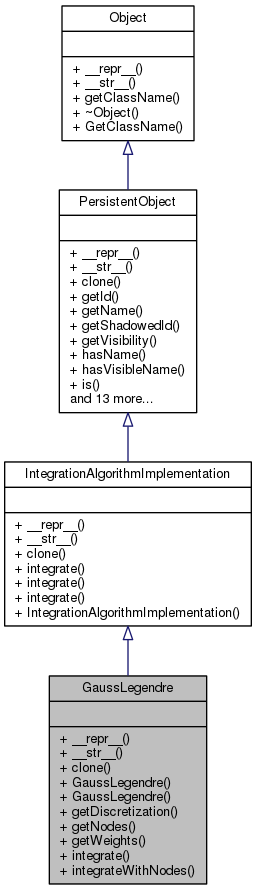 Object
+ __repr__()
+ __str__()
+ getClassName()
+ ~Object()
+ GetClassName()
PersistentObject
+ __repr__()
+ __str__()
+ clone()
+ getId()
+ getName()
+ getShadowedId()
+ getVisibility()
+ hasName()
+ hasVisibleName()
+ is()
and 13 more...
IntegrationAlgorithmImplementation
+ __repr__()
+ __str__()
+ clone()
+ integrate()
+ integrate()
+ integrate()
+ IntegrationAlgorithmImplementation()
GaussLegendre
+ __repr__()
+ __str__()
+ clone()
+ GaussLegendre()
+ GaussLegendre()
+ getDiscretization()
+ getNodes()
+ getWeights()
+ integrate()
+ integrateWithNodes()